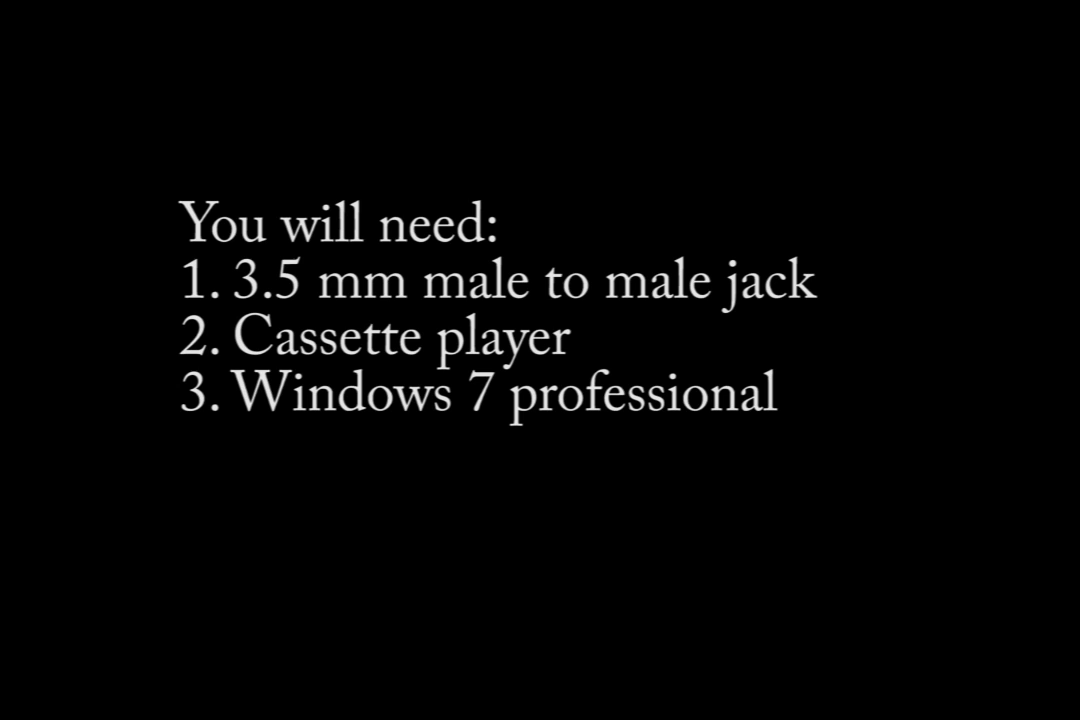 You will need:
1. 3.5 mm male to male jack
2. Cassette player
3. Windows 7 professional